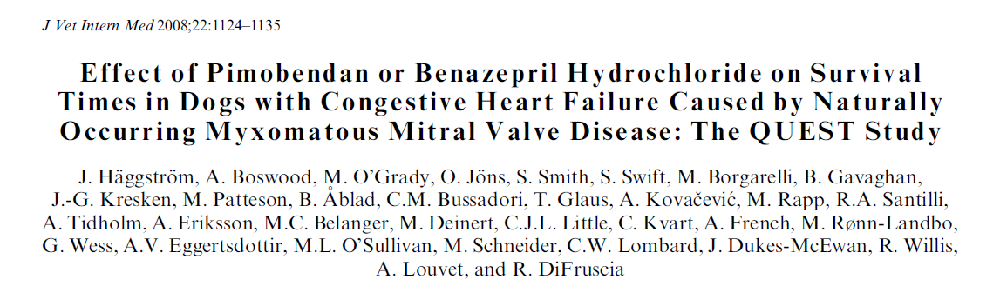 J Vet Intern Med 2008;22:1124–1135
Effect of Pimobendan or Benazepril Hydrochloride on Survival
Times in Dogs with Congestive Heart Failure Caused by Naturally
Occurring Myxomatous Mitral Valve Disease: The QUEST Study
J. Häggström, A. Boswood, M. O'Grady, O. Jöns, S. Smith, S. Swift, M. Borgarelli, B. Gavaghan,
J.-G. Kresken, M. Patteson, B. Åblad, C.M. Bussadori, T. Glaus, A. Kovačević, M. Rapp, R.A. Santilli,
A. Tidholm, A. Eriksson, M.C. Belanger, M. Deinert, C.J.L. Little, C. Kvart, A. French, M. Rønn-Landbo,
G. Wess, A.V. Eggertsdottir, M.L. O'Sullivan, M. Schneider, C.W. Lombard, J. Dukes-McEwan, R. Willis,
A. Louvet, and R. DiFruscia